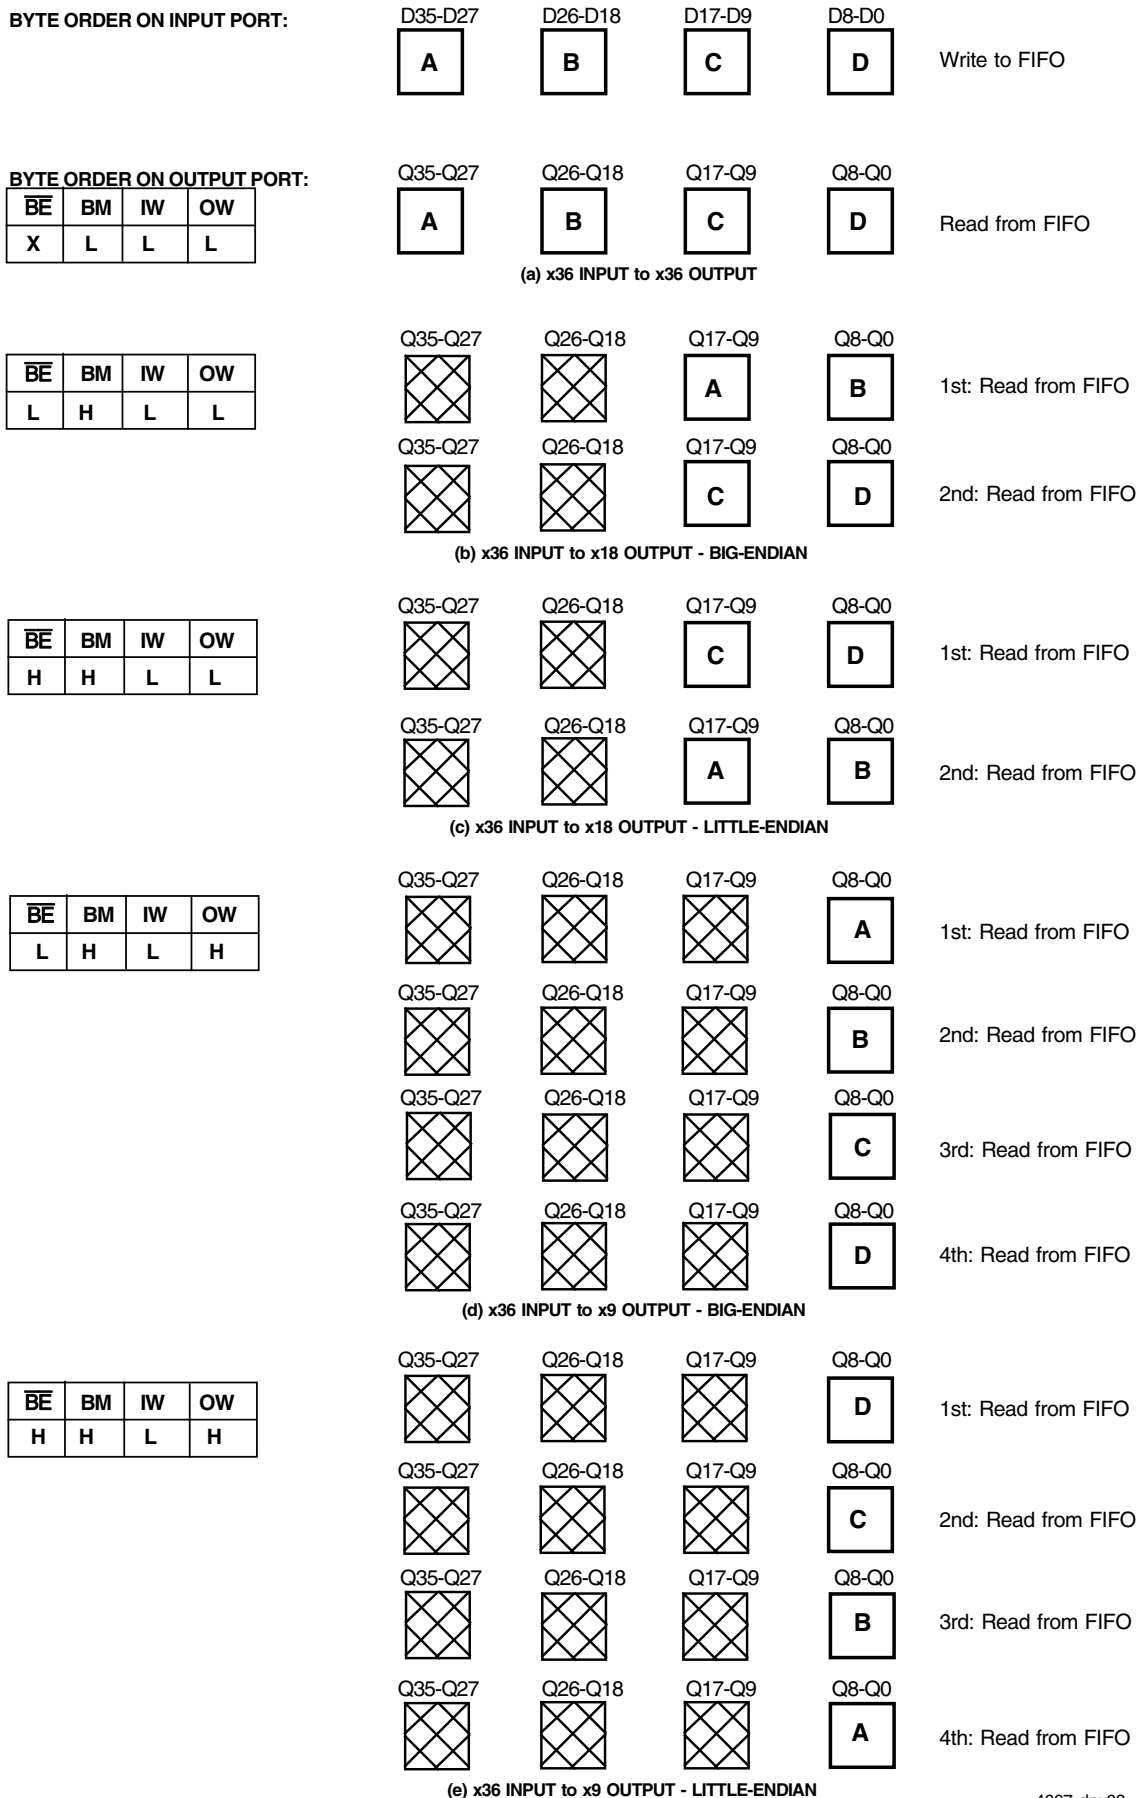 BYTE ORDER ON INPUT PORT:
D35-D27 D26-D18 D17-D9 D8-D0
A B C D Write to FIFO
BYTE ORDER ON OUTPUT PORT:
Q35-Q27 Q26-Q18 Q17-Q9 Q8-Q0
BE BM IW OW
X L L L
A B C D Read from FIFO
(a) x36 INPUT to x36 OUTPUT
Q35-Q27 Q26-Q18 Q17-Q9 Q8-Q0
BE BM IW OW
L H L L
A B 1st: Read from FIFO
Q35-Q27 Q26-Q18 Q17-Q9 Q8-Q0
C D 2nd: Read from FIFO
(b) x36 INPUT to x18 OUTPUT - BIG-ENDIAN
Q35-Q27 Q26-Q18 Q17-Q9 Q8-Q0
BE BM IW OW
H H L L
C D 1st: Read from FIFO
Q35-Q27 Q26-Q18 Q17-Q9 Q8-Q0
A B 2nd: Read from FIFO
(c) x36 INPUT to x18 OUTPUT - LITTLE-ENDIAN
Q35-Q27 Q26-Q18 Q17-Q9 Q8-Q0
BE BM IW OW
L H L H
A 1st: Read from FIFO
Q35-Q27 Q26-Q18 Q17-Q9 Q8-Q0
B 2nd: Read from FIFO
Q35-Q27 Q26-Q18 Q17-Q9 Q8-Q0
C 3rd: Read from FIFO
Q35-Q27 Q26-Q18 Q17-Q9 Q8-Q0
D 4th: Read from FIFO
(d) x36 INPUT to x9 OUTPUT - BIG-ENDIAN
Q35-Q27 Q26-Q18 Q17-Q9 Q8-Q0
BE BM IW OW
H H L H
D 1st: Read from FIFO
Q35-Q27 Q26-Q18 Q17-Q9 Q8-Q0
C 2nd: Read from FIFO
Q35-Q27 Q26-Q18 Q17-Q9 Q8-Q0
B 3rd: Read from FIFO
Q35-Q27 Q26-Q18 Q17-Q9 Q8-Q0
A 4th: Read from FIFO
(e) x36 INPUT to x9 OUTPUT - LITTLE-ENDIAN